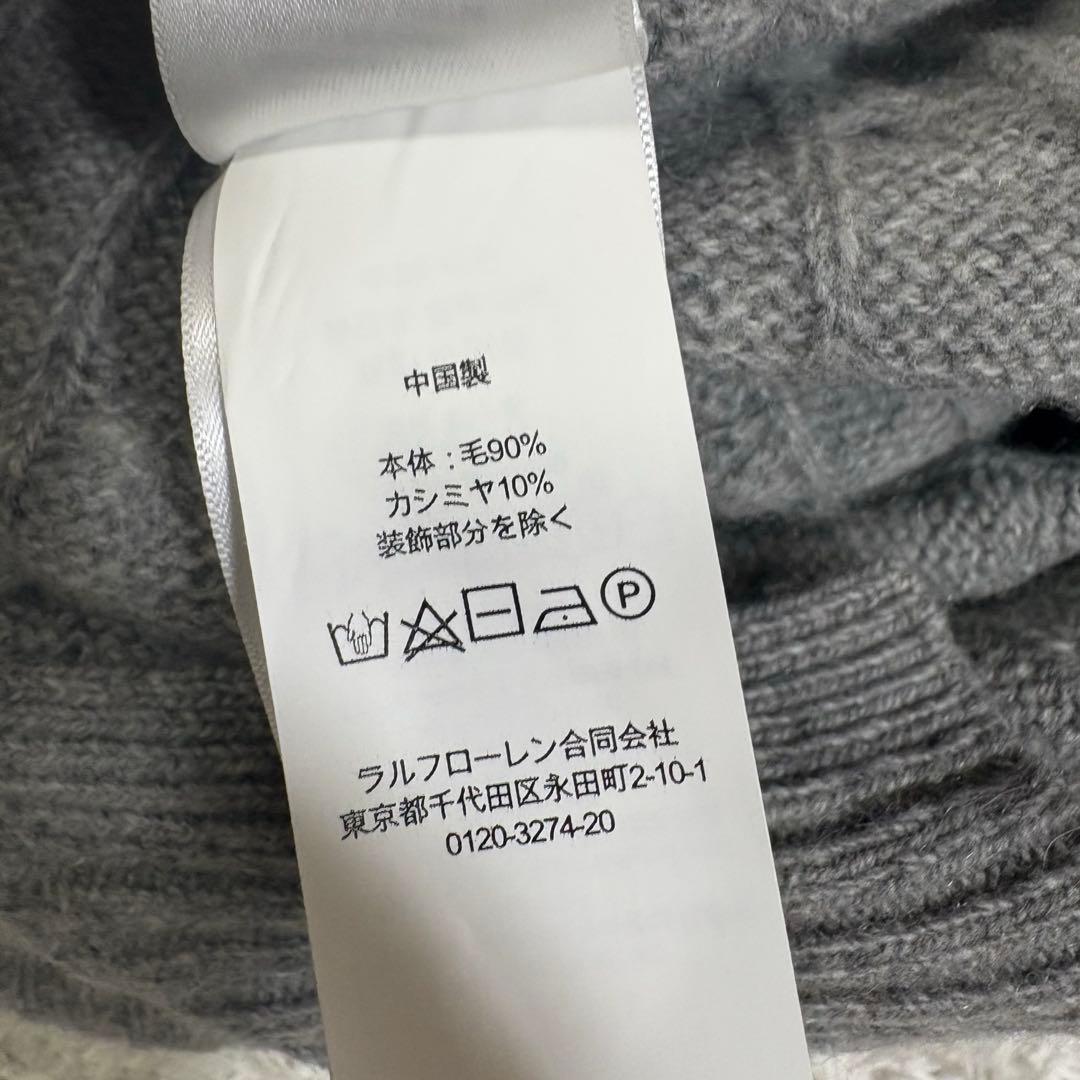 中国製
本体：毛90%
カシミヤ10%
装飾部分を除く
P
ラルフローレン合同会社
東京都千代田区永田町2-10-1
0120-3274-20